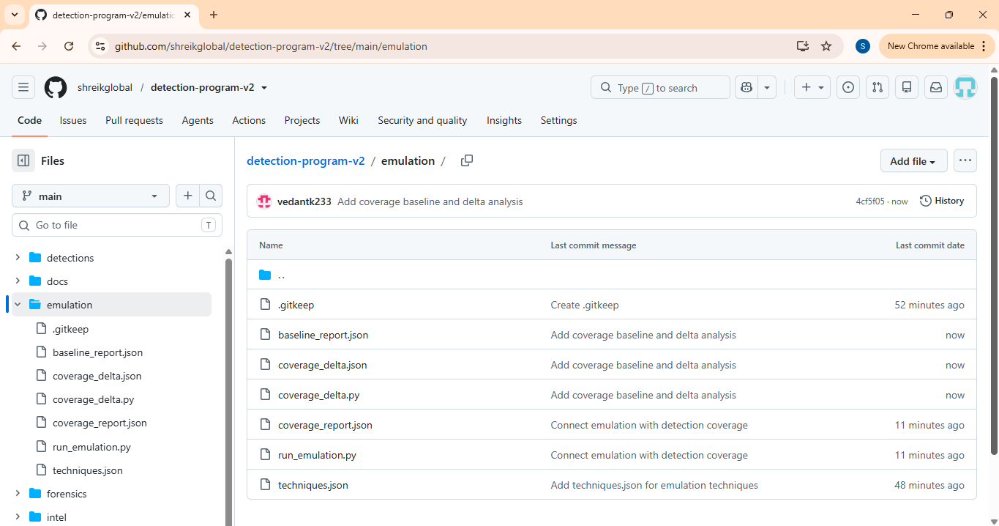 detection-program-v2/emulatic
github.com/shreikglobal/detection-program-v2/tree/main/emulation
S
New Chrome available
shreikglobal / detection-program-v2
Type / to search
Code Issues Pull requests Agents Actions Projects Wiki Security and quality Insights Settings
Files
main
Go to file
T
detections
docs
emulation
.gitkeep
baseline_report.json
coverage_delta.json
coverage_delta.py
coverage_report.json
run_emulation.py
techniques.json
forensics
intel
detection-program-v2 / emulation /
Add file
vedantk233 Add coverage baseline and delta analysis 4cf5f05 · now History
Name Last commit message Last commit date
..
.gitkeep Create .gitkeep 52 minutes ago
baseline_report.json Add coverage baseline and delta analysis now
coverage_delta.json Add coverage baseline and delta analysis now
coverage_delta.py Add coverage baseline and delta analysis now
coverage_report.json Connect emulation with detection coverage 11 minutes ago
run_emulation.py Connect emulation with detection coverage 11 minutes ago
techniques.json Add techniques.json for emulation techniques 48 minutes ago